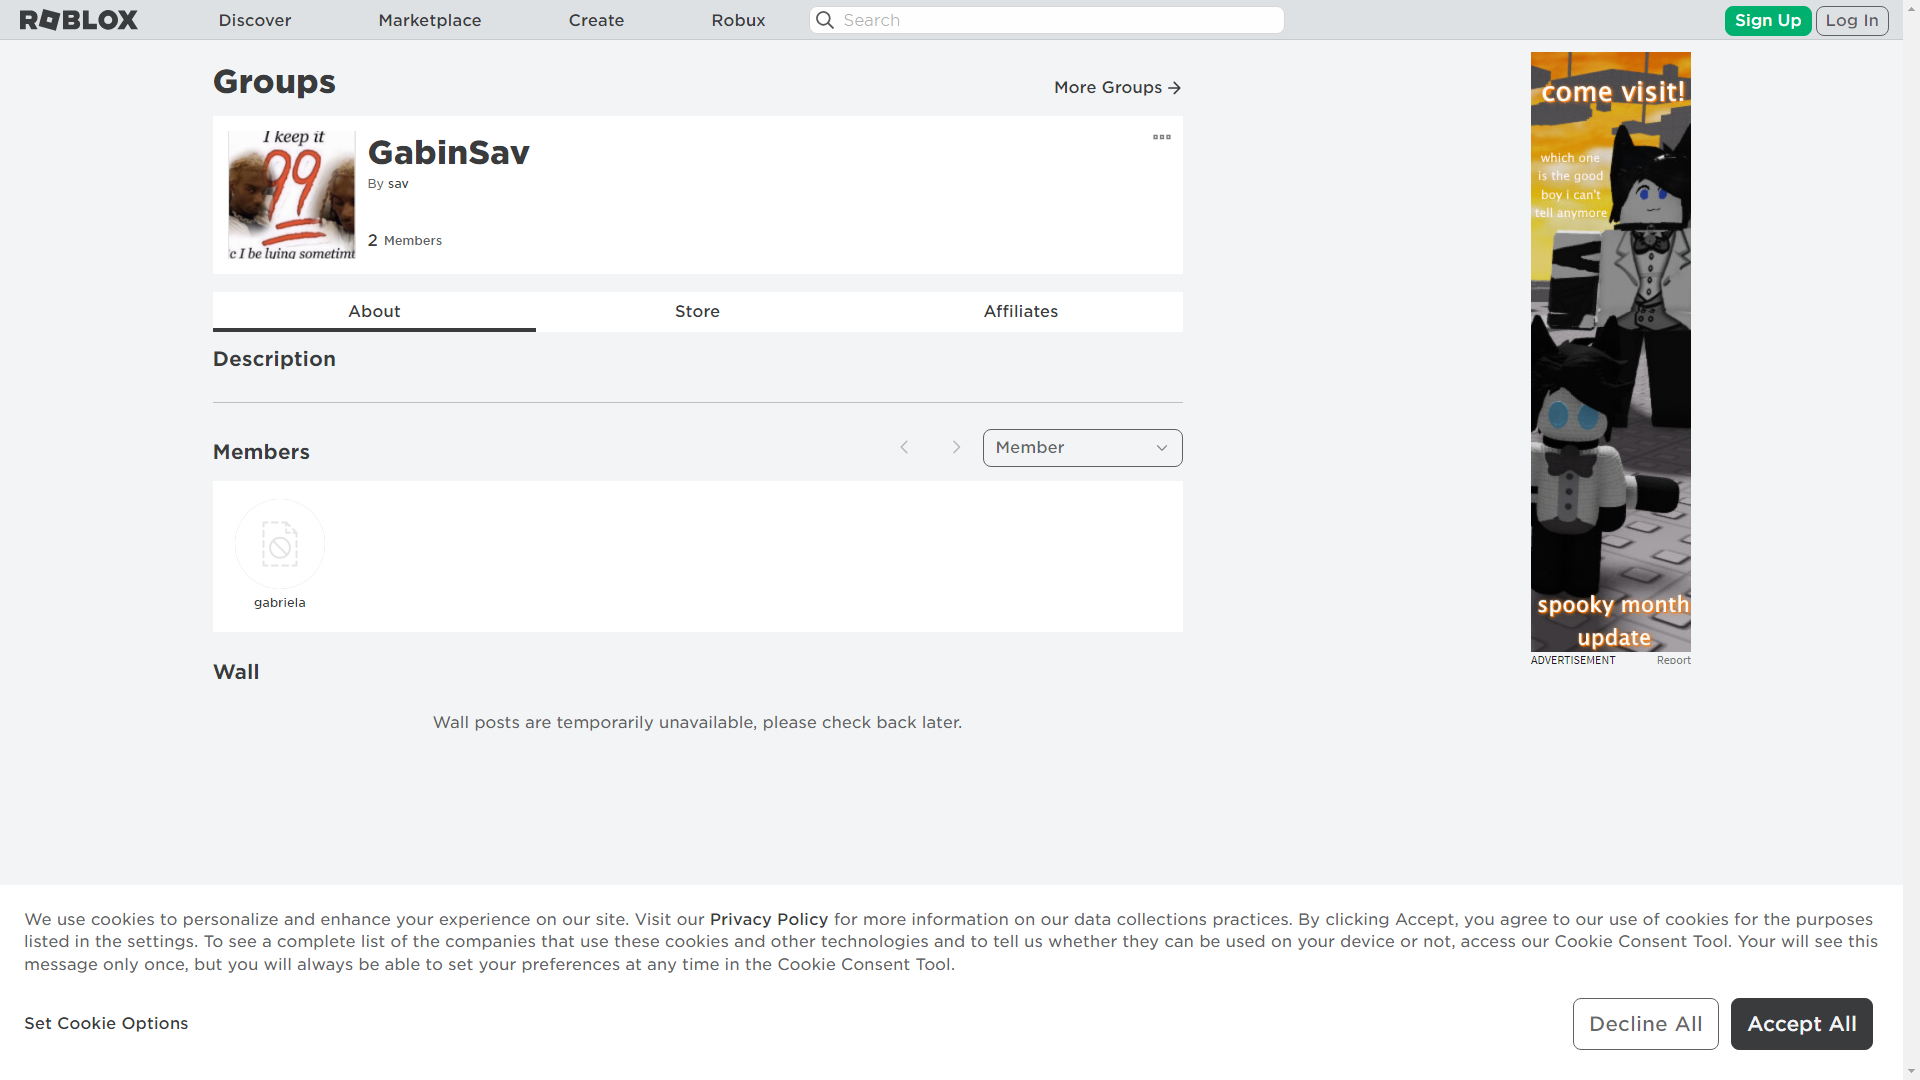 ROBLOX
Discover
Marketplace
Create
Robux
Search
Sign Up
Log In
Groups
More Groups
I keep it
99
c I be lying sometim
GabinSav
By sav
2 Members
About
Store
Affiliates
Description
Members
Member
gabriela
Wall
Wall posts are temporarily unavailable, please check back later.
come visit!
which one
is the good
boy i can't
tell anymore
spooky month
update
ADVERTISEMENT
Report
We use cookies to personalize and enhance your experience on our site. Visit our Privacy Policy for more information on our data collections practices. By clicking Accept, you agree to our use of cookies for the purposes
listed in the settings. To see a complete list of the companies that use these cookies and other technologies and to tell us whether they can be used on your device or not, access our Cookie Consent Tool. Your will see this
message only once, but you will always be able to set your preferences at any time in the Cookie Consent Tool.
Set Cookie Options
Decline All
Accept All